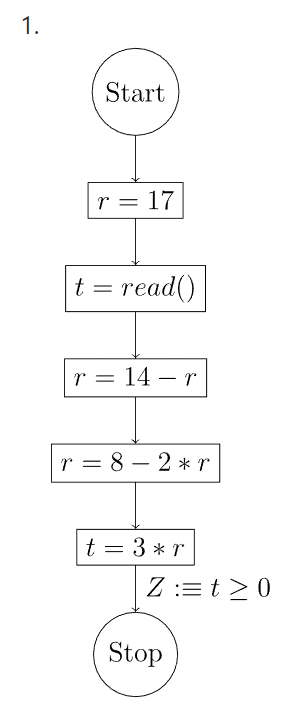 1.
Start
r = 17
t = read()
r = 14 − r
r = 8 − 2 ∗ r
t = 3 ∗ r
Z :≡ t ≥ 0
Stop